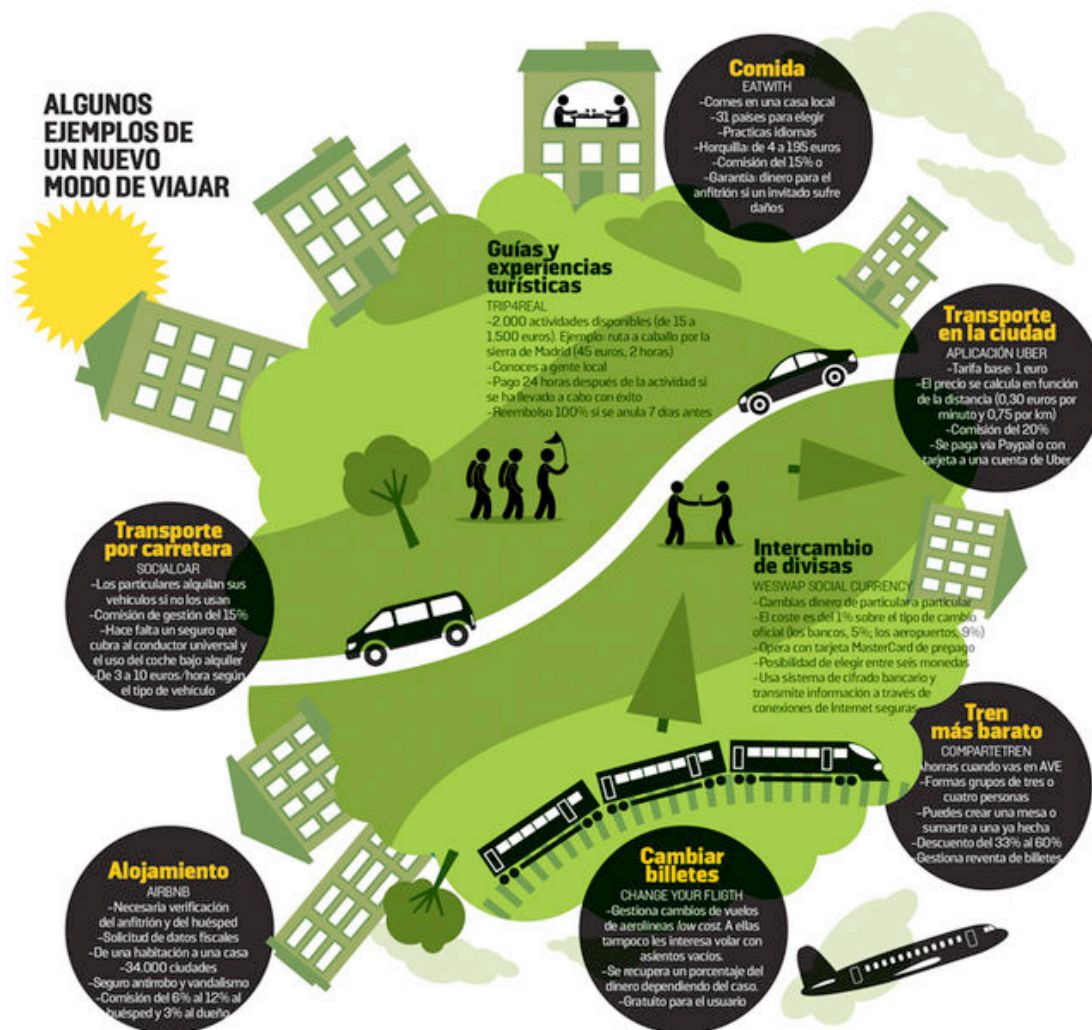 ALGUNOS
EJEMPLOS DE
UN NUEVO
MODO DE VIAJAR
Comida
EATWITH
-Comes en una casa local
-31 países para elegir
-Practicas idiomas
-Horquilla: de 4 a 195 euros
-Comisión del 15% o
-Garantía: dinero para el
anfitrión si un invitado sufre
daños
Guías y
experiencias
turísticas
TRIP4REAL
-2.000 actividades disponibles (de 15 a
1.500 euros). Ejemplo: ruta a caballo por la
sierra de Madrid (45 euros, 2 horas)
-Conoces a gente local
-Pago 24 horas después de la actividad si
se ha llevado a cabo con éxito
-Reembolso 100% si se anula 7 días antes
Transporte
en la ciudad
APLICACIÓN UBER
-Tarifa base: 1 euro
-El precio se calcula en función
de la distancia (0,30 euros por
minuto y 0,75 por km)
-Comisión del 20%
-Se paga vía Paypal o con
tarjeta a una cuenta de Uber
Transporte
por carretera
SOCIALCAR
-Los particulares alquilan sus
vehículos si no los usan
-Comisión de gestión del 15%
-Hace falta un seguro que
cubra al conductor universal y
el uso del coche bajo alquiler
-De 3 a 10 euros/hora según
el tipo de vehículo
Intercambio
de divisas
WESWAP SOCIAL CURRENCY
-Cambias dinero de particular a particular
-El coste es del 1% sobre el tipo de cambio
oficial (los bancos, 5%; los aeropuertos, 9%)
-Opera con tarjeta MasterCard de prepago
-Posibilidad de elegir entre seis monedas
-Usa sistema de cifrado bancario y
transmite información a través de
conexiones de Internet seguras
Tren
más barato
COMPARTETREN
Ahorras cuando vas en AVE
-Formas grupos de tres o
cuatro personas
-Puedes crear una mesa o
sumarte a una ya hecha
-Descuento del 33% al 60%
-Gestiona reventa de billetes
Alojamiento
AIRBNB
-Necesaria verificación
del anfitrión y del huésped
-Solicitud de datos fiscales
-De una habitación a una casa
-34.000 ciudades
-Seguro antirrobo y vandalismo
-Comisión del 6% al 12% al
huésped y 3% al dueño
Cambiar
billetes
CHANGE YOUR FLIGTH
-Gestiona cambios de vuelos
de aerolíneas low cost. A ellas
tampoco les interesa volar con
asientos vacíos.
-Se recupera un porcentaje del
dinero dependiendo del caso.
-Gratuito para el usuario